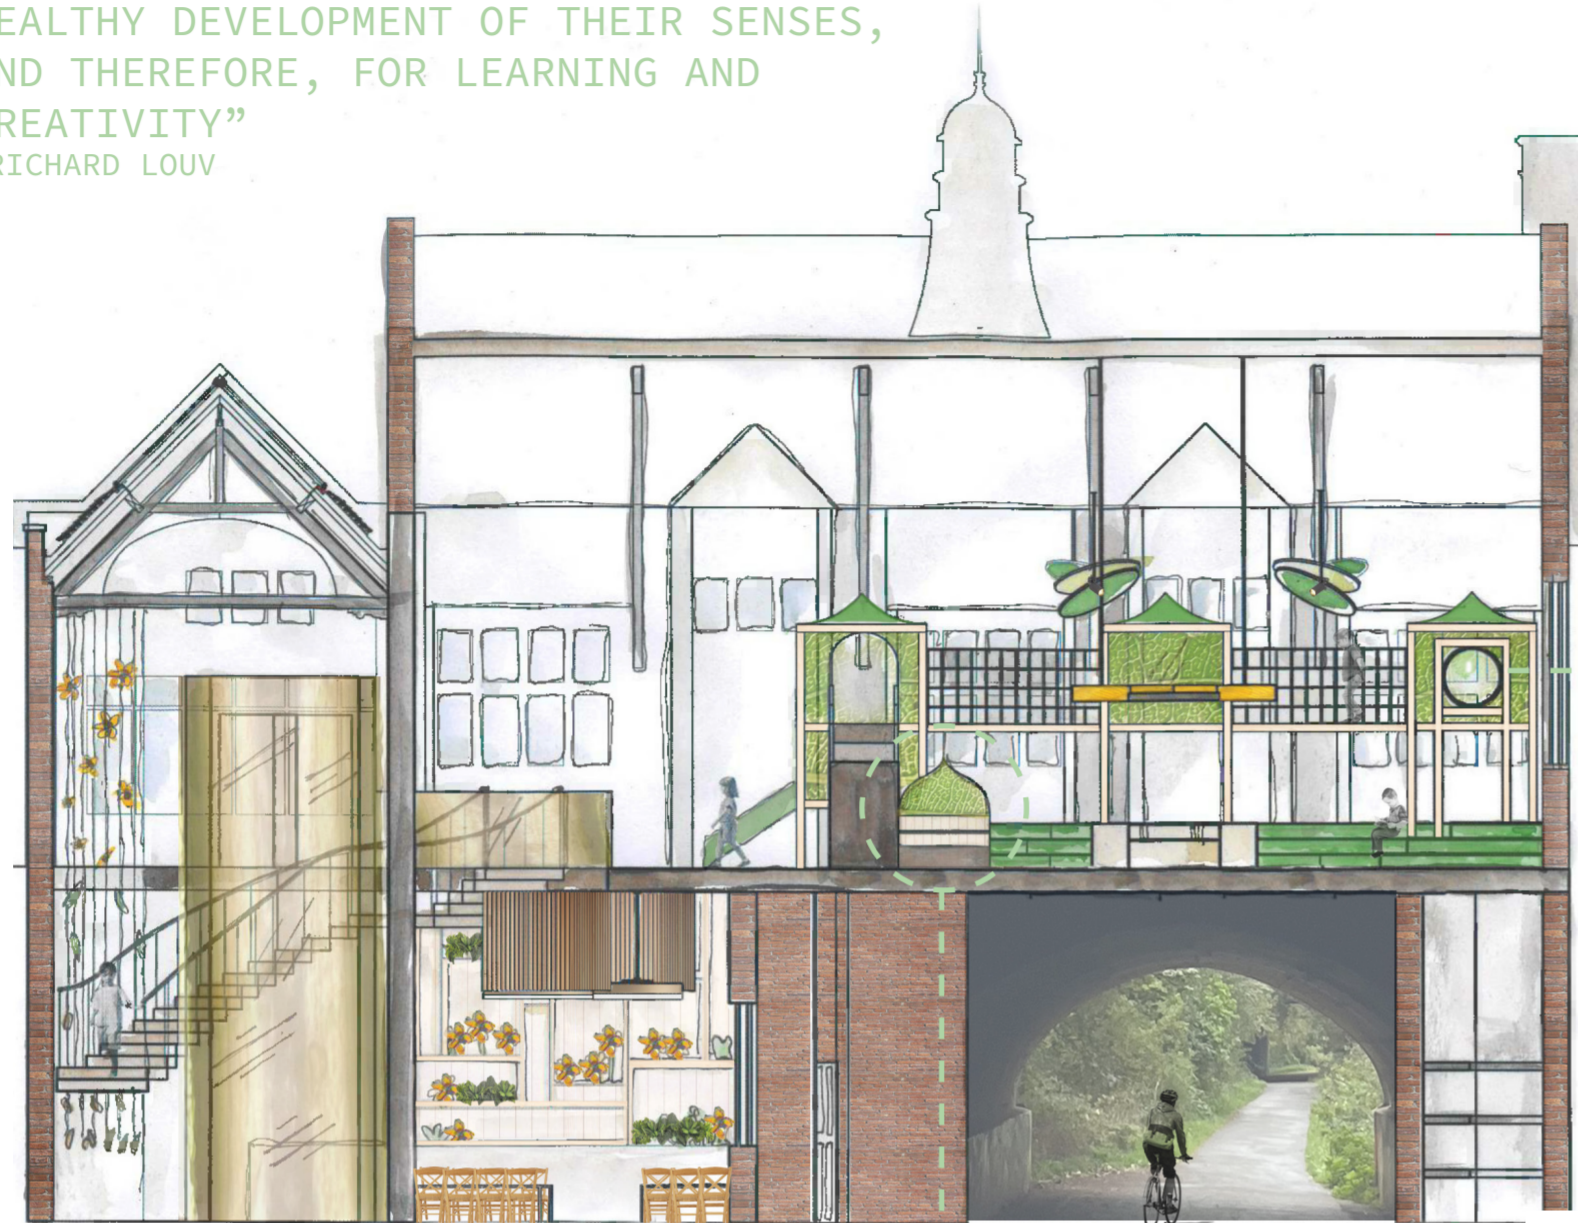 EALTHY DEVELOPMENT OF THEIR SENSES,
ND THEREFORE, FOR LEARNING AND
REATIVITY”
RICHARD LOUV